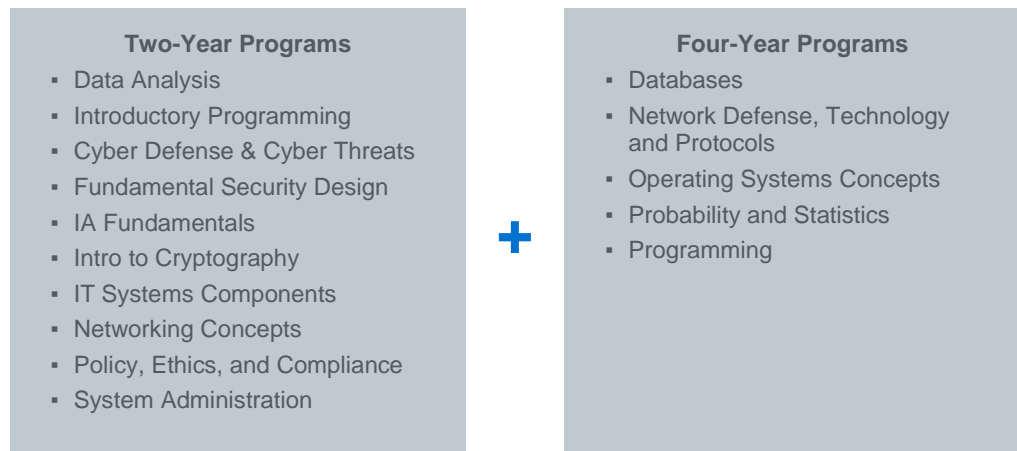 Two-Year Programs
▪ Data Analysis
▪ Introductory Programming
▪ Cyber Defense & Cyber Threats
▪ Fundamental Security Design
▪ IA Fundamentals
▪ Intro to Cryptography
▪ IT Systems Components
▪ Networking Concepts
▪ Policy, Ethics, and Compliance
▪ System Administration
+
Four-Year Programs
▪ Databases
▪ Network Defense, Technology
and Protocols
▪ Operating Systems Concepts
▪ Probability and Statistics
▪ Programming